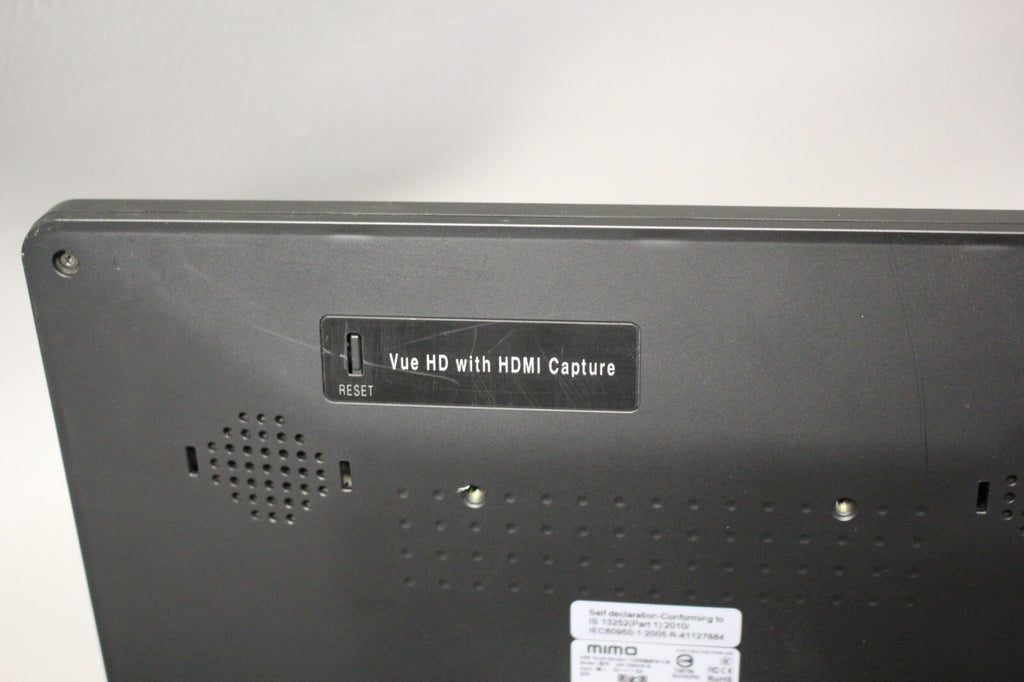 Vue HD with HDMI Capture
RESET
Self declaration-Conforming to
IS 13252(Part 1):2010/
IEC60950-1:2005 R-41127884
mimo
RoHS